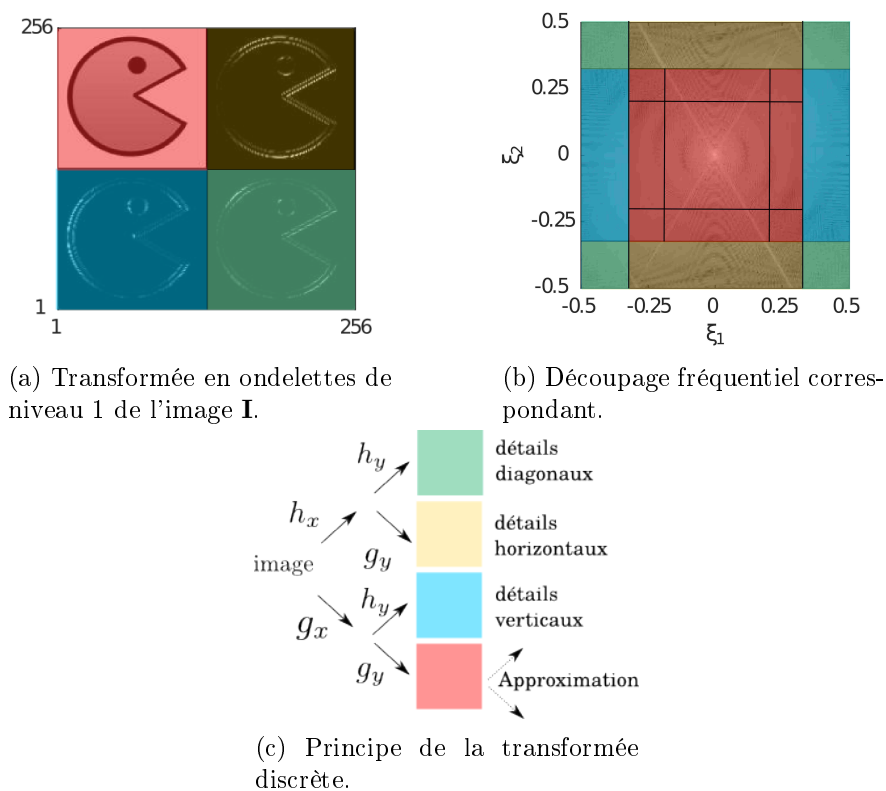 256
1
1
256
(a) Transformée en ondelettes de
niveau 1 de l'image I.
0.5
0.25
0
-0.25
-0.5
ξ2
-0.5
-0.25
0
0.25
0.5
ξ1
(b) Découpage fréquentiel corres-
pondant.
image
hx
gx
hy
gy
hy
gy
détails
diagonaux
détails
horizontaux
détails
verticaux
Approximation
(c) Principe de la transformée
discrète.